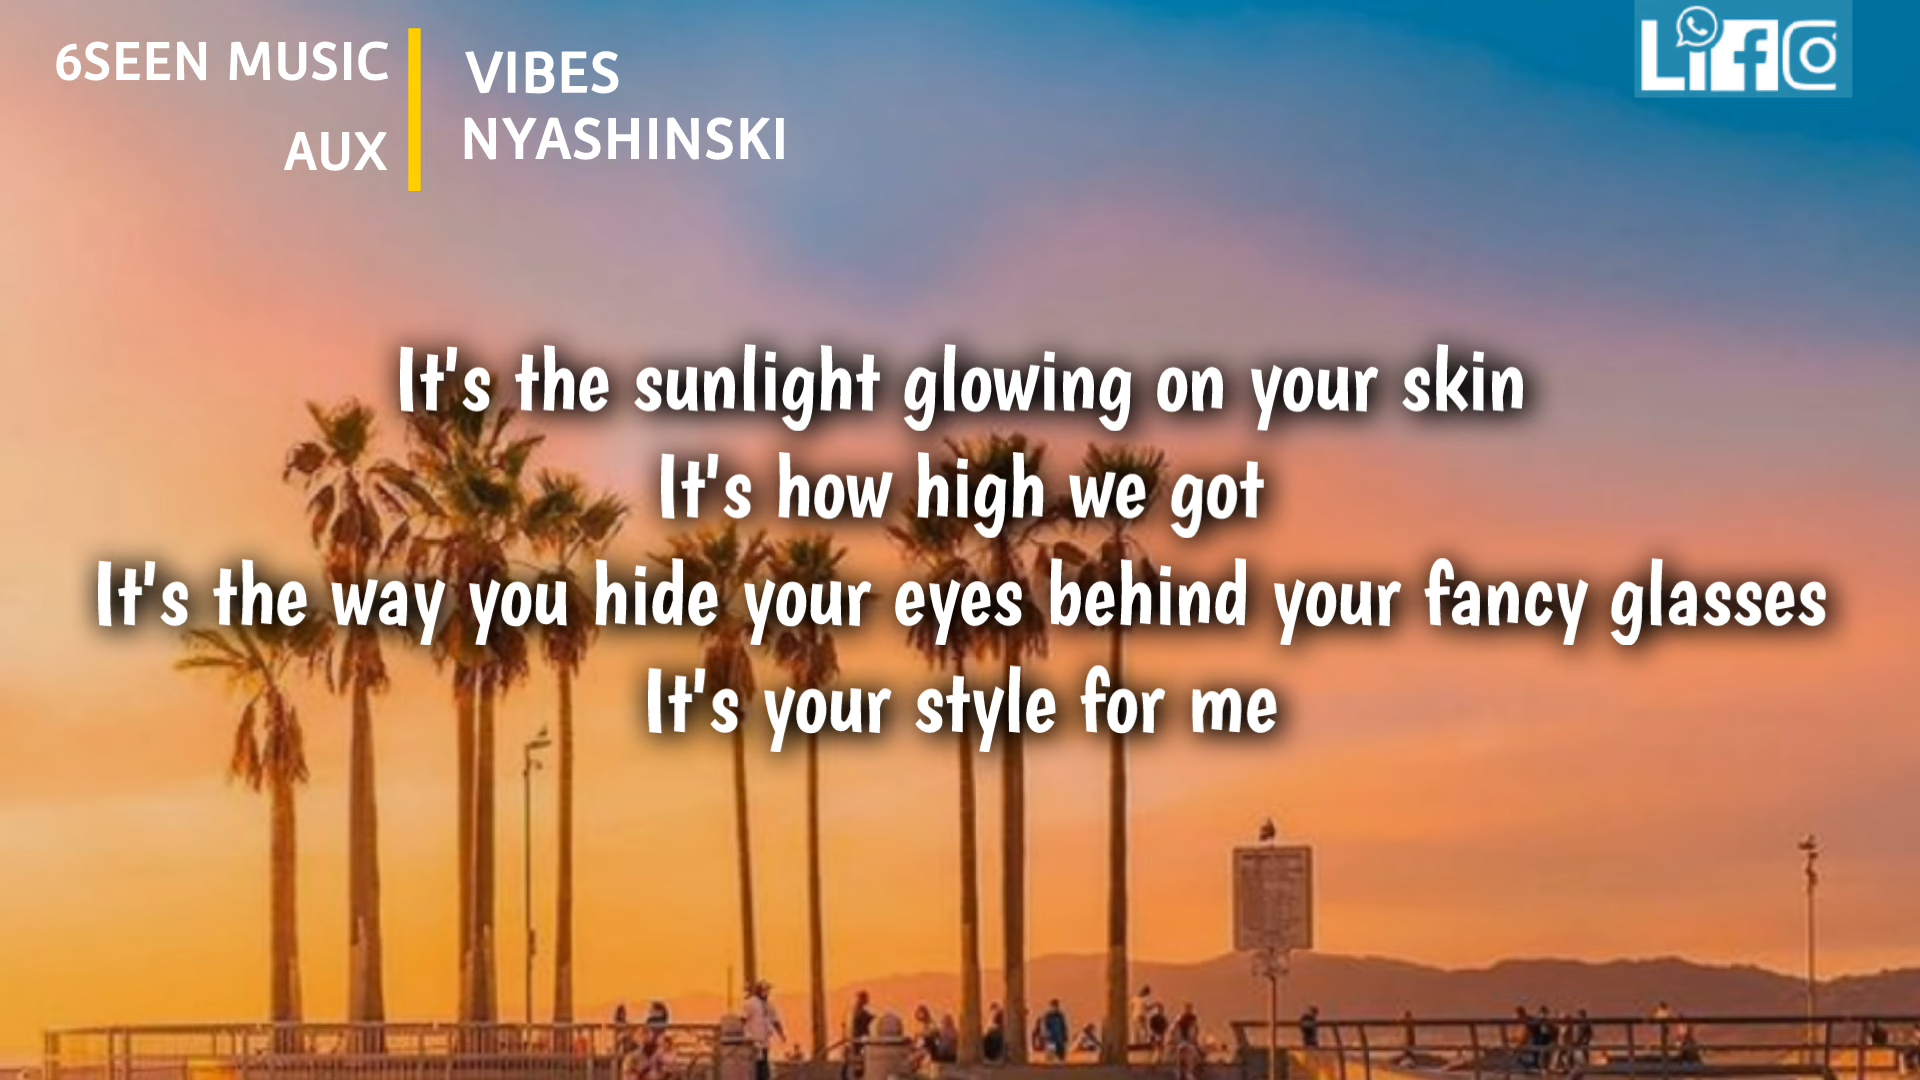 6SEEN MUSIC
AUX
VIBES
NYASHINSKI
LifO
It's the sunlight glowing on your skin
It's how high we got
It's the way you hide your eyes behind your fancy glasses
It's your style for me